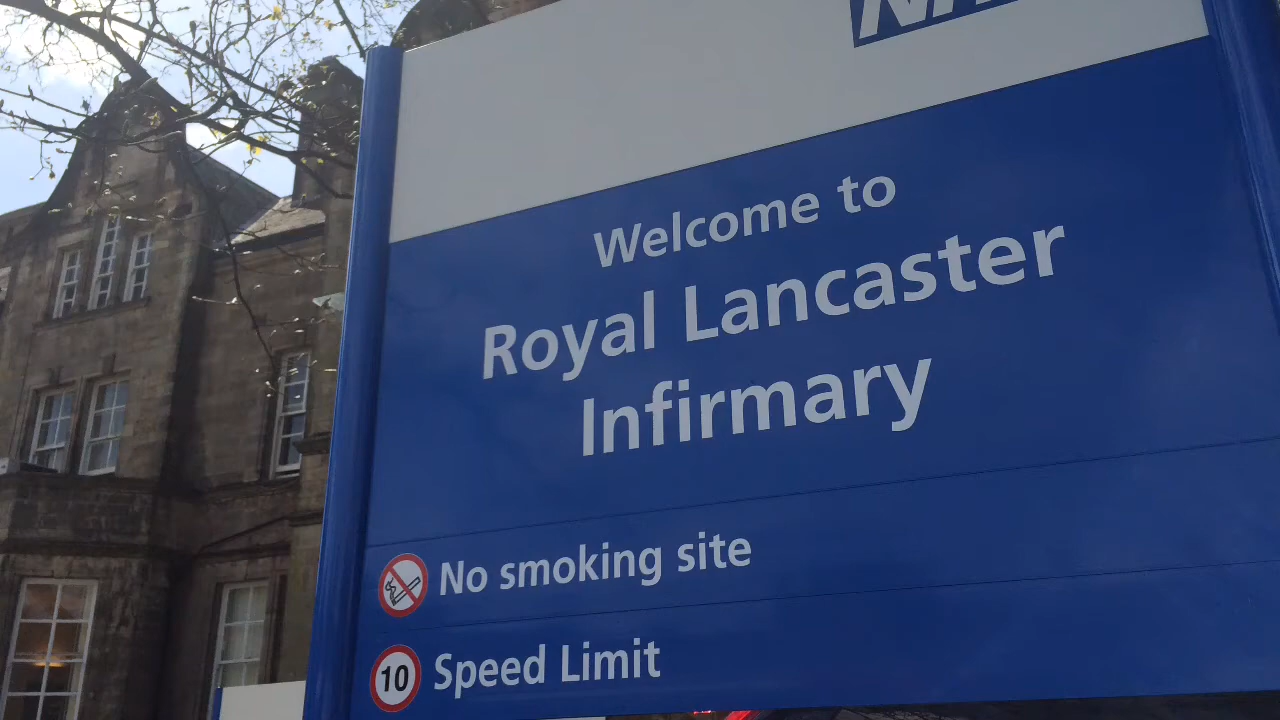 Welcome to
Royal Lancaster
Infirmary
No smoking site
10 Speed Limit